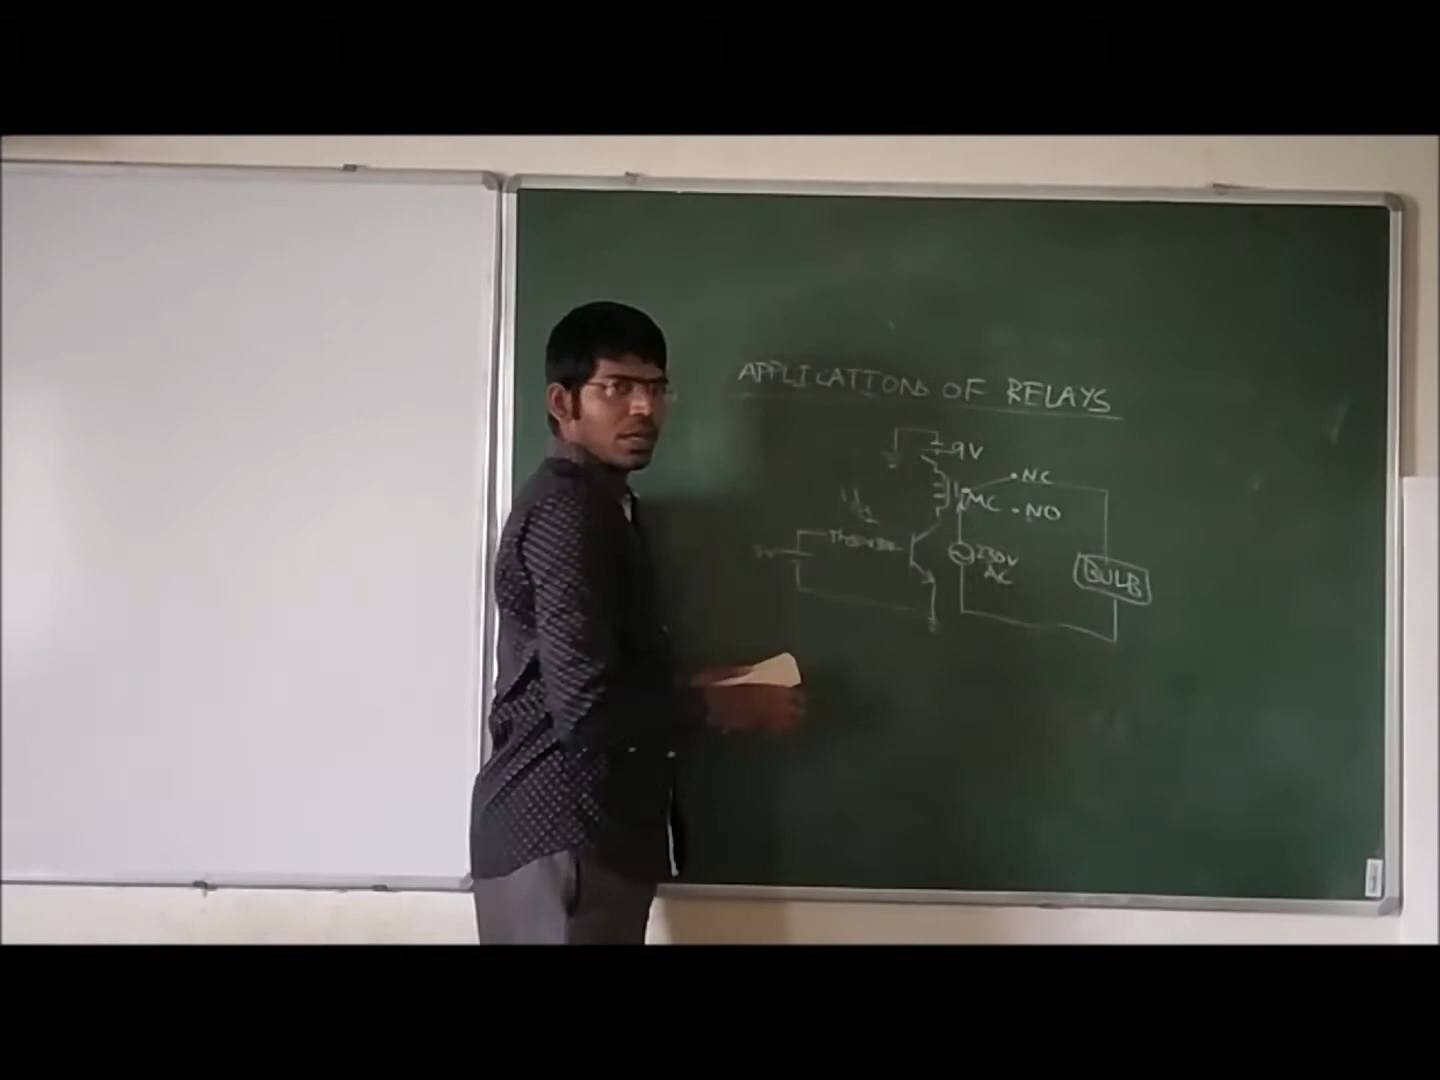 APPLICATIONS OF RELAYS
9V
NC
MC
NO
230V
AC
BULB